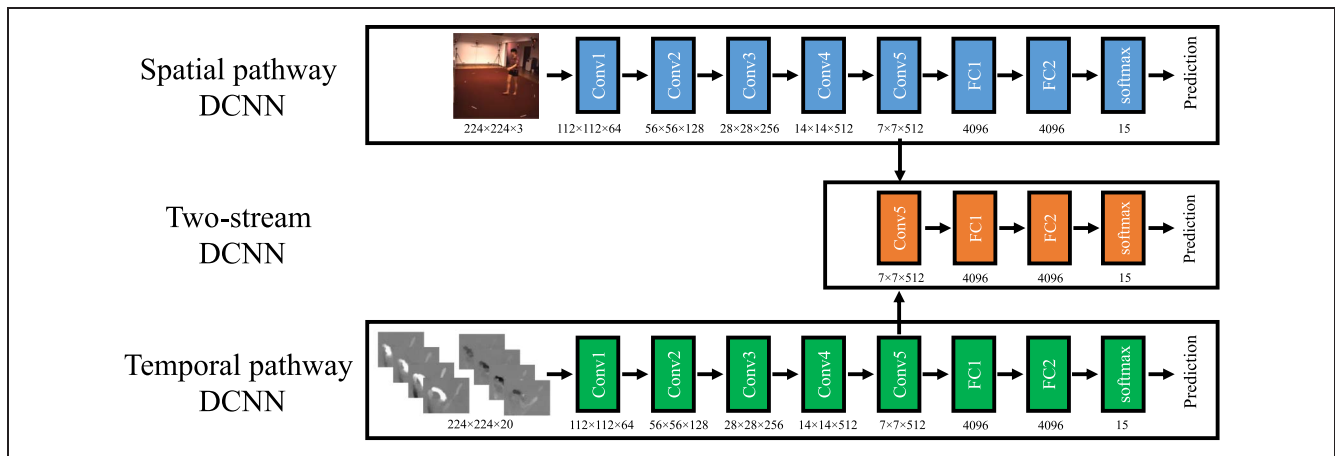 Spatial pathway
DCNN
Conv1
Conv2
Conv3
Conv4
Conv5
FC1
FC2
softmax
Prediction
224×224×3
112×112×64
56×56×128
28×28×256
14×14×512
7×7×512
4096
4096
15
Two-stream
DCNN
Conv5
FC1
FC2
softmax
Prediction
7×7×512
4096
4096
15
Temporal pathway
DCNN
Conv1
Conv2
Conv3
Conv4
Conv5
FC1
FC2
softmax
Prediction
224×224×20
112×112×64
56×56×128
28×28×256
14×14×512
7×7×512
4096
4096
15